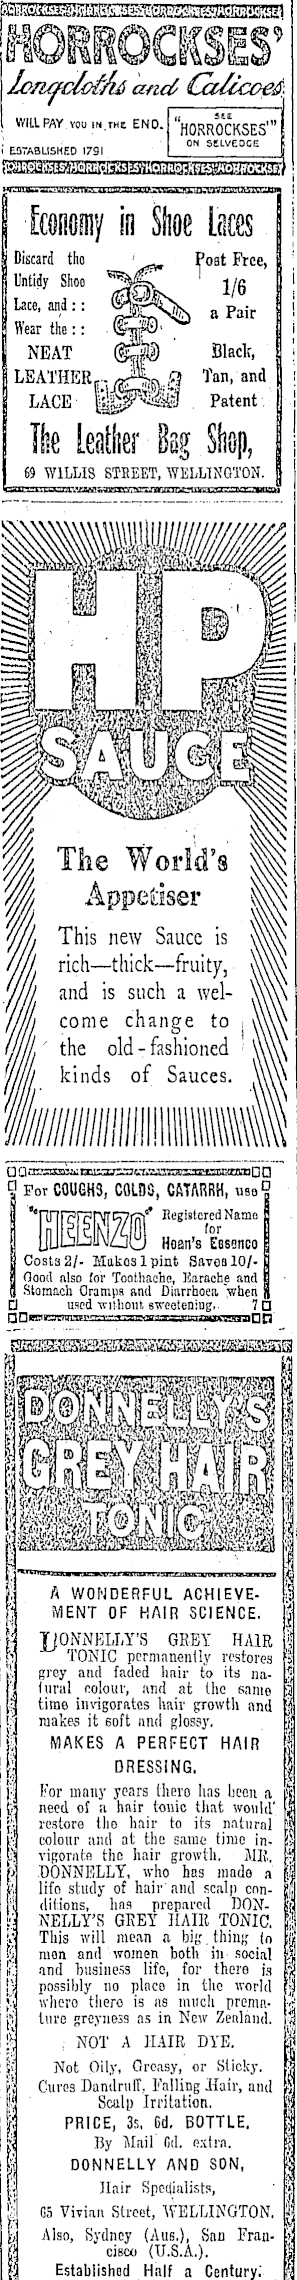 HORROCKSES'
Longcloths and Calicoes
WILL PAY YOU IN THE END.
ESTABLISHED 1791
SEE
"HORROCKSES'"
ON SELVEDGE
Economy in Shoe Laces
Discard the
Untidy Shoe
Lace, and : :
Wear the : :
NEAT
LEATHER
LACE
Post Free,
1/6
a Pair
Black,
Tan, and
Patent
The Leather Bag Shop,
69 WILLIS STREET, WELLINGTON.
H.P.
SAUCE
The World's
Appetiser
This new Sauce is
rich—thick—fruity,
and is such a wel-
come change to
the old-fashioned
kinds of Sauces.
For COUGHS, COLDS, CATARRH, use
"HEENZO"
Registered Name
for
Hean's Essence
Costs 2/- Makes 1 pint Saves 10/-
Good also for Toothache, Earache and
Stomach Cramps and Diarrhoea when
used without sweetening. 7
DONNELLY'S
GREY HAIR
TONIC
A WONDERFUL ACHIEVE-
MENT OF HAIR SCIENCE.
DONNELLY'S GREY HAIR
TONIC permanently restores
grey and faded hair to its na-
tural colour, and at the same
time invigorates hair growth and
makes it soft and glossy.
MAKES A PERFECT HAIR
DRESSING.
For many years there has been a
need of a hair tonic that would
restore the hair to its natural
colour and at the same time in-
vigorate the hair growth. MR.
DONNELLY, who has made a
life study of hair and scalp con-
ditions, has prepared DON-
NELLY'S GREY HAIR TONIC.
This will mean a big thing to
men and women both in social
and business life, for there is
possibly no place in the world
where there is as much prema-
ture greyness as in New Zealand.
NOT A HAIR DYE.
Not Oily, Greasy, or Sticky.
Cures Dandruff, Falling Hair, and
Scalp Irritation.
PRICE, 3s, 6d. BOTTLE.
By Mail 6d. extra.
DONNELLY AND SON,
Hair Specialists,
65 Vivian Street, WELLINGTON.
Also, Sydney (Aus.), San Fran-
cisco (U.S.A.).
Established Half a Century.